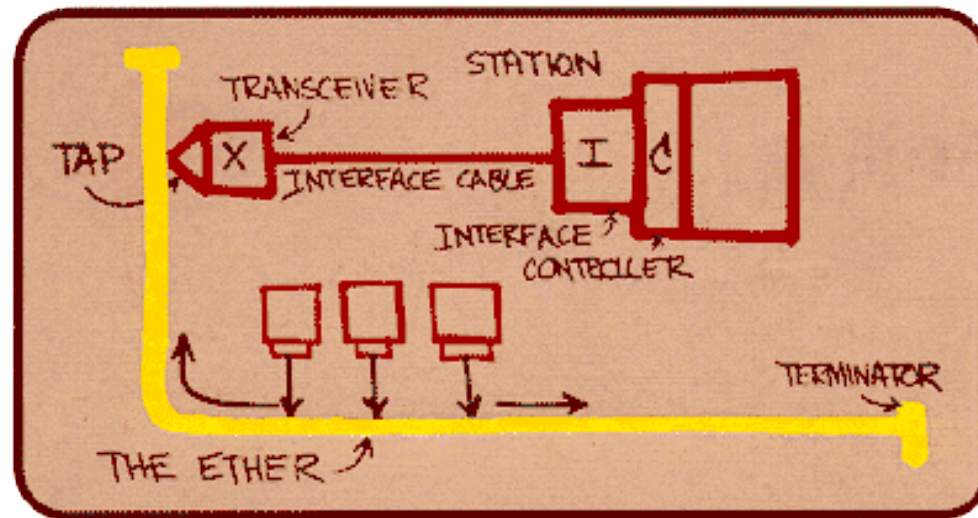 STATION
TRANSCEIVER
TAP
X
I
C
INTERFACE CABLE
INTERFACE
CONTROLLER
TERMINATOR
THE ETHER